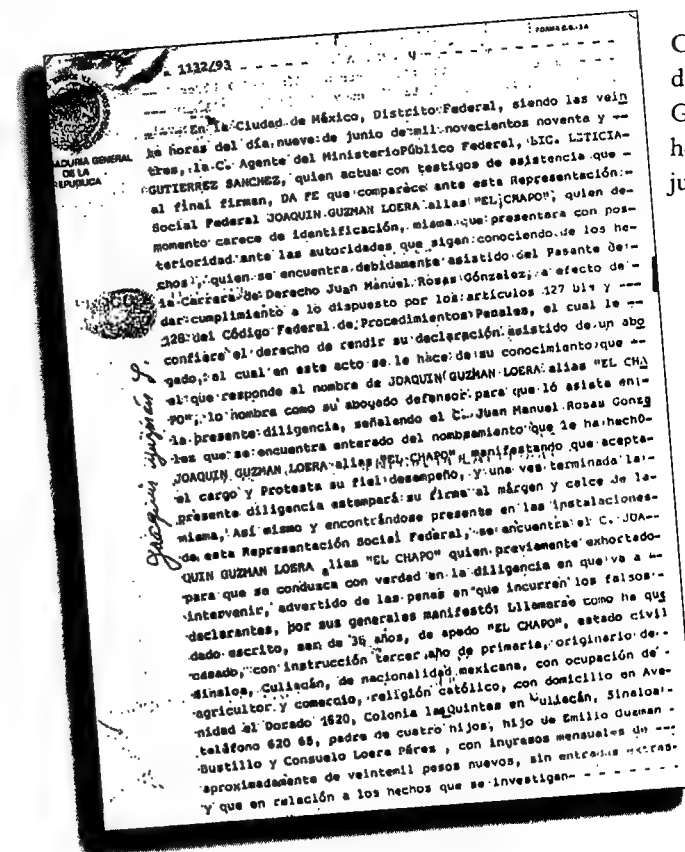 FORMA C.G.-1A
1132/93
ADURIA GENERAL
DE LA
REPUBLICA
En la Ciudad de México, Distrito Federal, siendo las vein
horas del día nueve de junio de mil novecientos noventa y --
tres, la C. Agente del MinisterioPúblico Federal, LIC. LETICIA-
GUTIERREZ SANCHEZ, quien actua con testigos de asistencia que -
al final firman, DA FE que comparece ante esta Representación -
Social Federal JOAQUIN GUZMAN LOERA alias "EL CHAPO", quien de-
momento carece de identificación, misma que presentara con pos-
terioridad ante las autoridades que sigan conociendo de los he-
chos, quien se encuentra debidamente asistido del Pasante de-
la Carrera de Derecho Juan Manuel Rosas Gónzalez, a efecto de -
dar cumplimiento a lo dispuesto por los artículos 127 bis y ---
128 del Código Federal de Procedimientos Penales, el cual le --
confiere el derecho de rendir su declaración asistido de un abo
gado, al cual en este acto se le hace de su conocimiento que --
el que responde al nombre de JOAQUIN GUZMAN LOERA alias "EL CHA
PO", lo nombra como su abogado defensor para que ló asista en -
la presente diligencia, señalando el C. Juan Manuel Rosas Gonza
lez que se encuentra enterado del nombramiento que le ha hecho-
JOAQUIN GUZMAN LOERA alias "EL CHAPO", manifestando que acepta-
el cargo y Protesta su fiel desempeño, y una ves terminada la -
presente diligencia estampará su firma al márgen y calce de la-
misma, Así mismo y encontrándose presente en las instalaciones-
de esta Representación Social Federal, se encuentra el C. JOA--
QUIN GUZMAN LOERA alias "EL CHAPO" quien previamente exhortado-
para que se conduzca con verdad en la diligencia en que va a --
intervenir, advertido de las penas en que incurren los falsos -
declarantes, por sus generales manifestó: Llamarse como ha que
dado escrito, ser de 36 años, de apodo "EL CHAPO", estado civil
casado, con instrucción tercer año de primaria, originario de -
Sinaloa, Culiacán, de nacionalidad mexicana, con ocupación de -
agricultor y comercio, religión católico, con domicilio en Ave-
nidad el Dorado 1620, Colonia las Quintas en Culiacán, Sinaloa-
teléfono 620 65, padre de cuatro hijos, hijo de Emilio Guzman -
Bustillo y Consuelo Loera Pérez , con ingresos mensuales de ---
aproximadamente de veintemil pesos nuevos, sin entradas extras-
y que en relación a los hechos que se investigan- - - - - -
Joaquin Guzmán L.